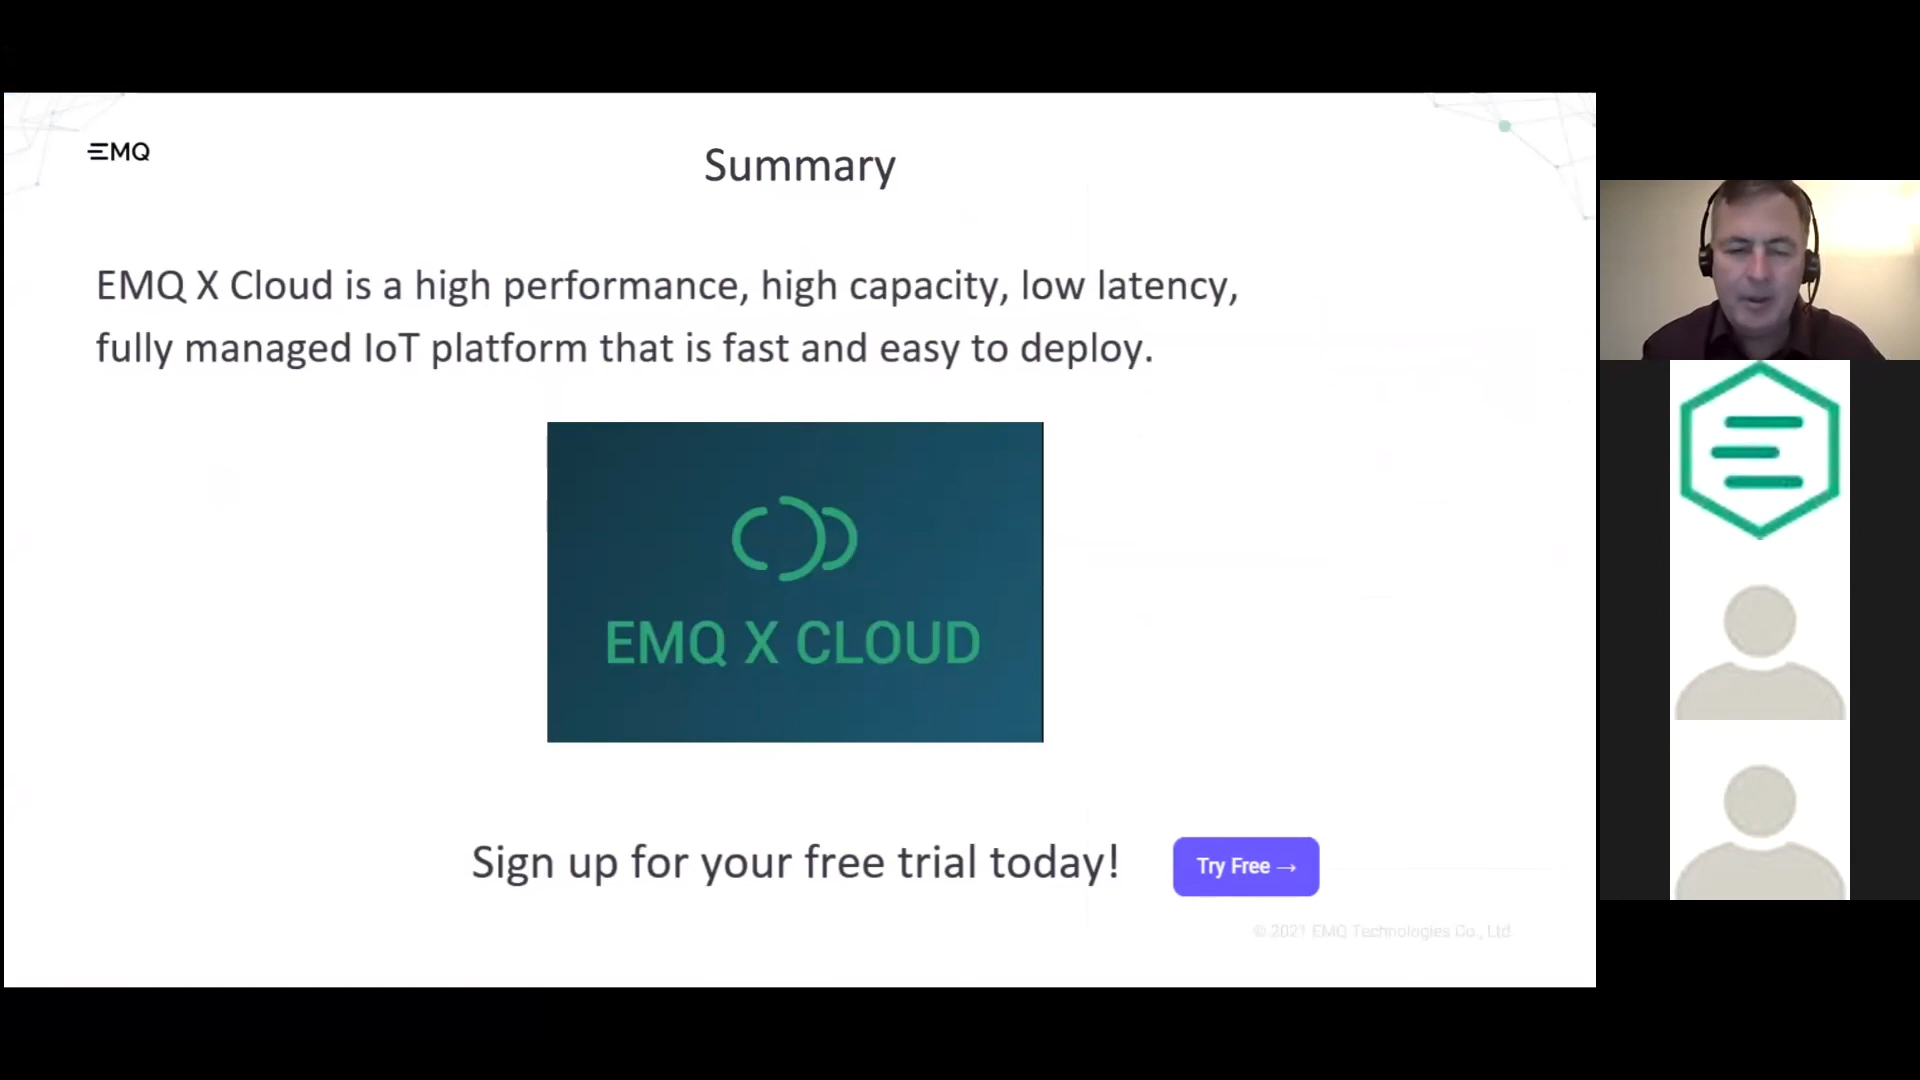 EMQ
Summary
EMQ X Cloud is a high performance, high capacity, low latency,
fully managed IoT platform that is fast and easy to deploy.
EMQ X CLOUD
Sign up for your free trial today!
Try Free →
© 2021 EMQ Technologies Co., Ltd